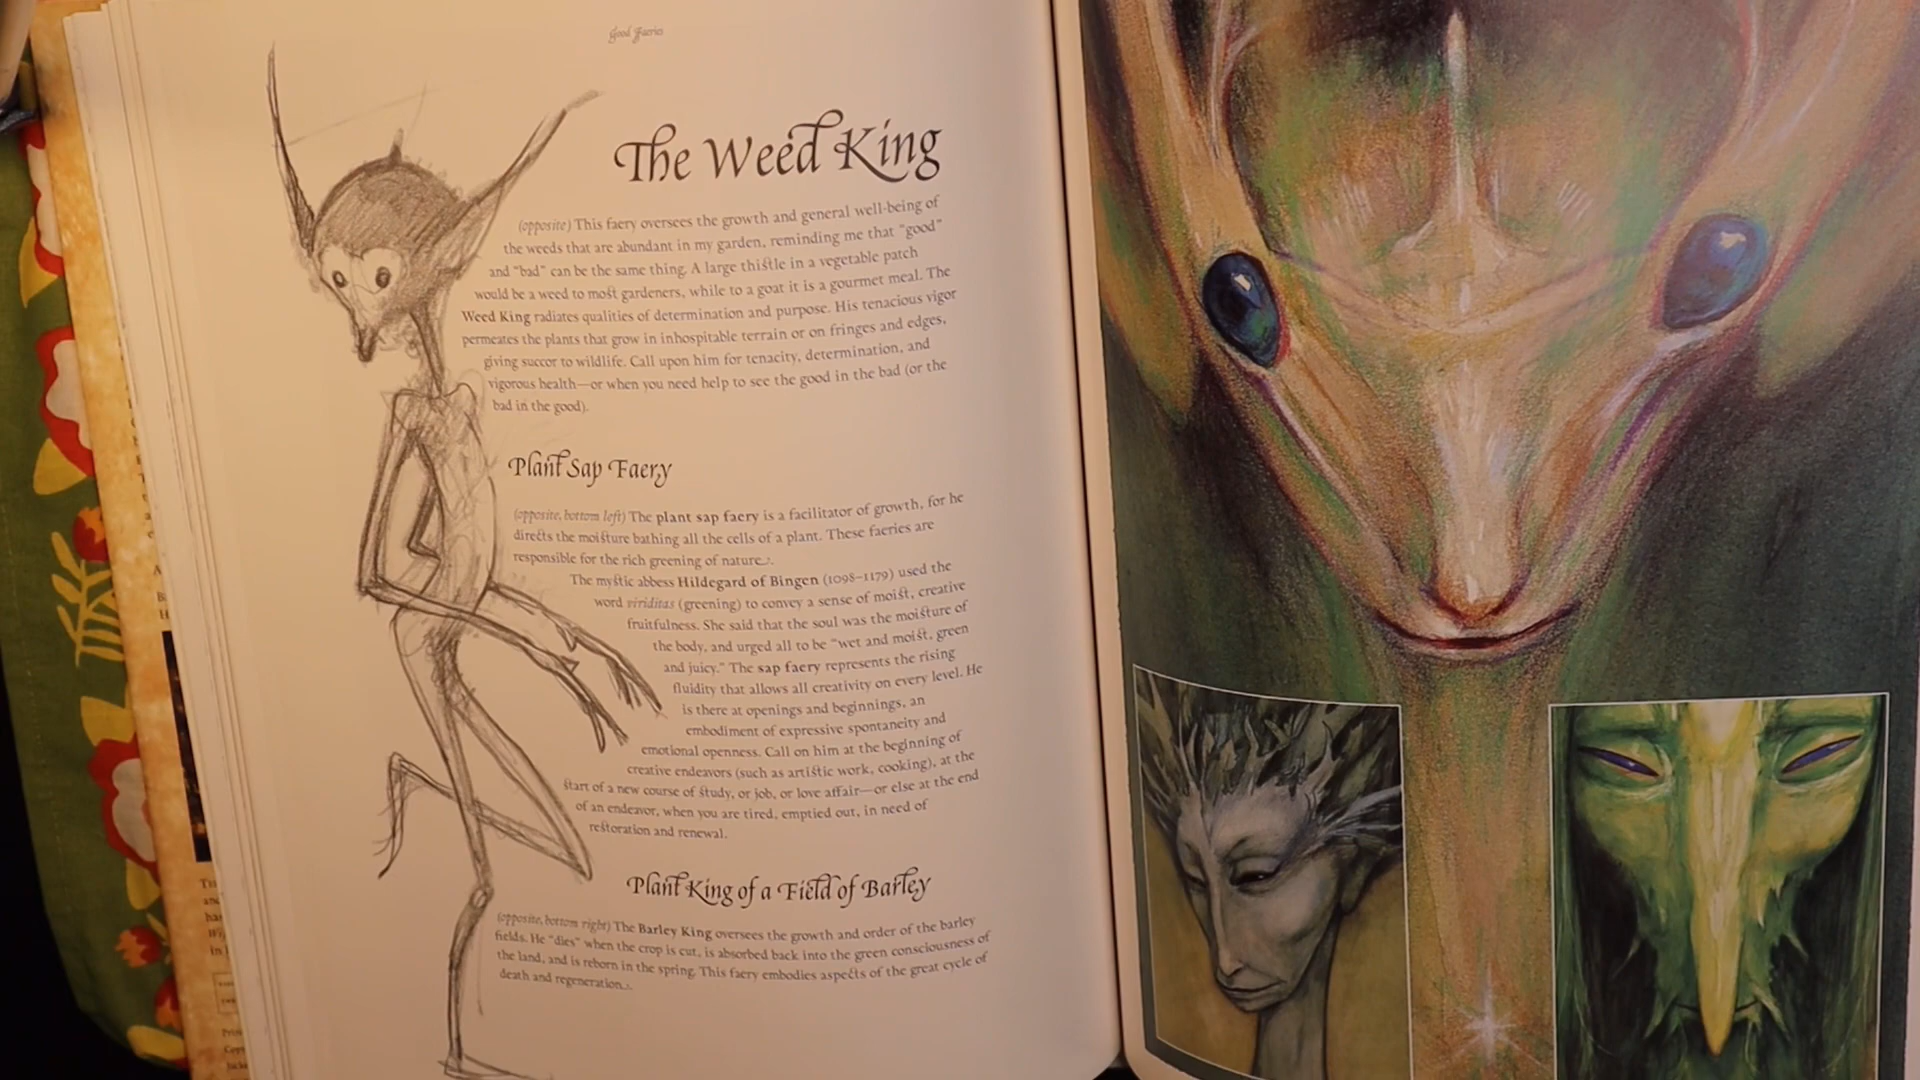 Good Faeries
The Weed King
(opposite) This faery oversees the growth and general well-being of
the weeds that are abundant in my garden, reminding me that "good"
and "bad" can be the same thing. A large thistle in a vegetable patch
would be a weed to most gardeners, while to a goat it is a gourmet meal. The
Weed King radiates qualities of determination and purpose. His tenacious vigor
permeates the plants that grow in inhospitable terrain or on fringes and edges,
giving succor to wildlife. Call upon him for tenacity, determination, and
vigorous health—or when you need help to see the good in the bad (or the
bad in the good).
Plant Sap Faery
(opposite, bottom left) The plant sap faery is a facilitator of growth, for he
directs the moisture bathing all the cells of a plant. These faeries are
responsible for the rich greening of nature.
The mystic abbess Hildegard of Bingen (1098–1179) used the
word viriditas (greening) to convey a sense of moist, creative
fruitfulness. She said that the soul was the moisture of
the body, and urged all to be "wet and moist, green
and juicy." The sap faery represents the rising
fluidity that allows all creativity on every level. He
is there at openings and beginnings, an
embodiment of expressive spontaneity and
emotional openness. Call on him at the beginning of
creative endeavors (such as artistic work, cooking), at the
start of a new course of study, or job, or love affair—or else at the end
of an endeavor, when you are tired, emptied out, in need of
restoration and renewal.
Plant King of a Field of Barley
(opposite, bottom right) The Barley King oversees the growth and order of the barley
fields. He "dies" when the crop is cut, is absorbed back into the green consciousness of
the land, and is reborn in the spring. This faery embodies aspects of the great cycle of
death and regeneration.